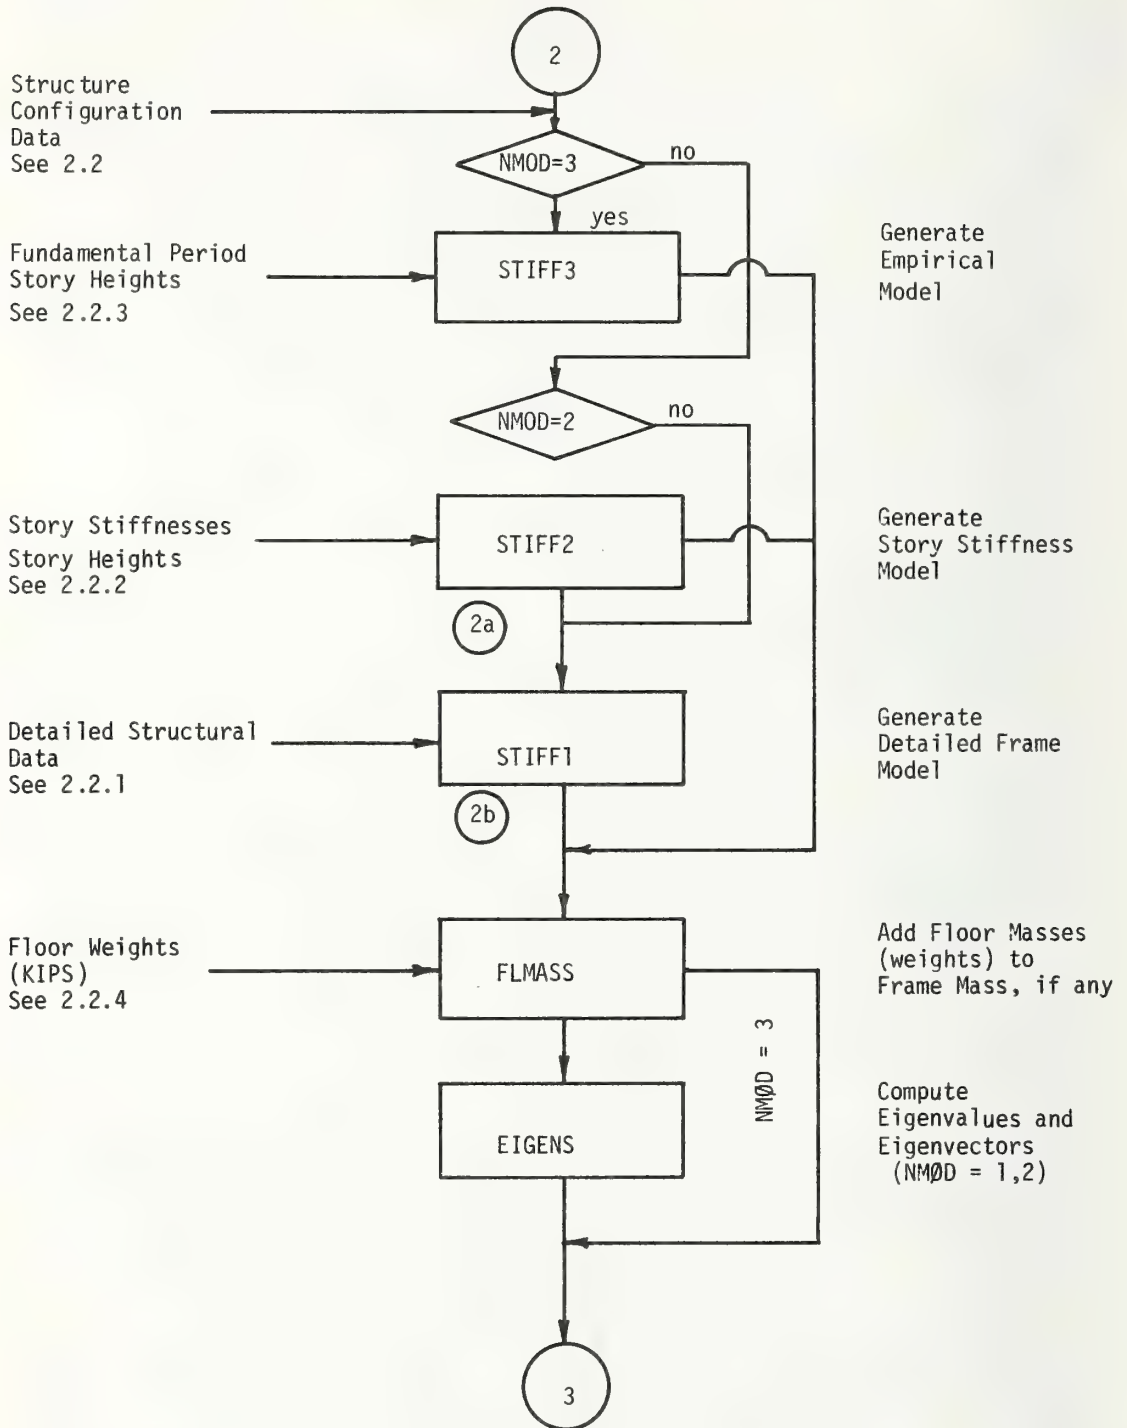 2
Structure
Configuration
Data
See 2.2
NMOD=3
no
yes
Fundamental Period
Story Heights
See 2.2.3
STIFF3
Generate
Empirical
Model
NMOD=2
no
Story Stiffnesses
Story Heights
See 2.2.2
STIFF2
Generate
Story Stiffness
Model
2a
Detailed Structural
Data
See 2.2.1
STIFF1
Generate
Detailed Frame
Model
2b
Floor Weights
(KIPS)
See 2.2.4
FLMASS
Add Floor Masses
(weights) to
Frame Mass, if any
NMØD = 3
EIGENS
Compute
Eigenvalues and
Eigenvectors
(NMØD = 1,2)
3